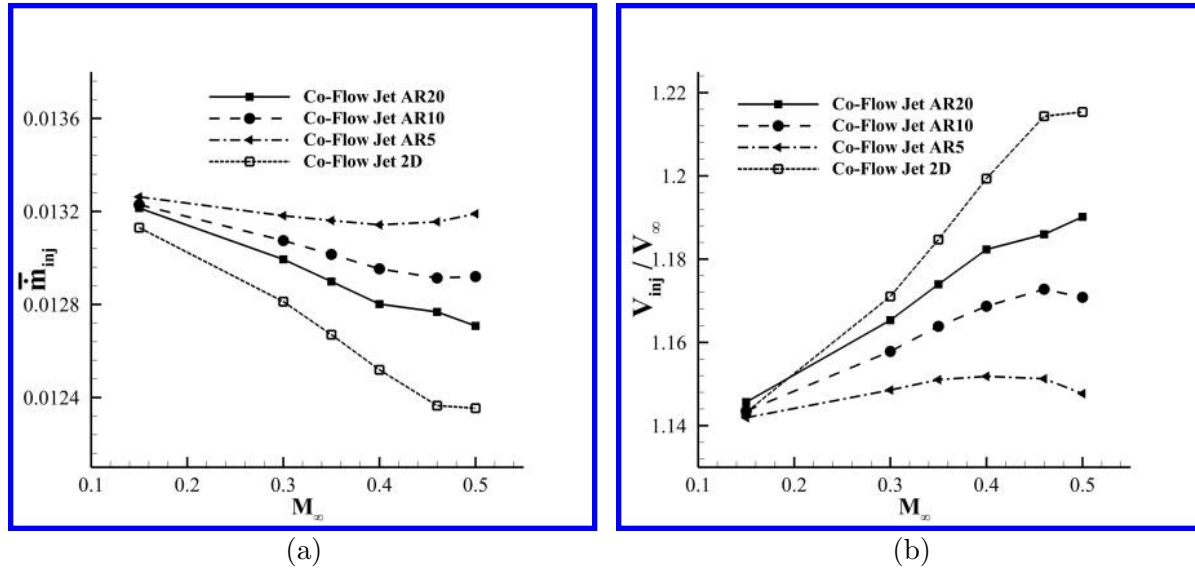 Co-Flow Jet AR20
Co-Flow Jet AR10
Co-Flow Jet AR5
Co-Flow Jet 2D
0.0136
0.0132
0.0128
0.0124
0.1 0.2 0.3 0.4 0.5
M∞
ṁ̅inj
(a)
Co-Flow Jet AR20
Co-Flow Jet AR10
Co-Flow Jet AR5
Co-Flow Jet 2D
1.22
1.2
1.18
1.16
1.14
0.1 0.2 0.3 0.4 0.5
M∞
Vinj / V∞
(b)